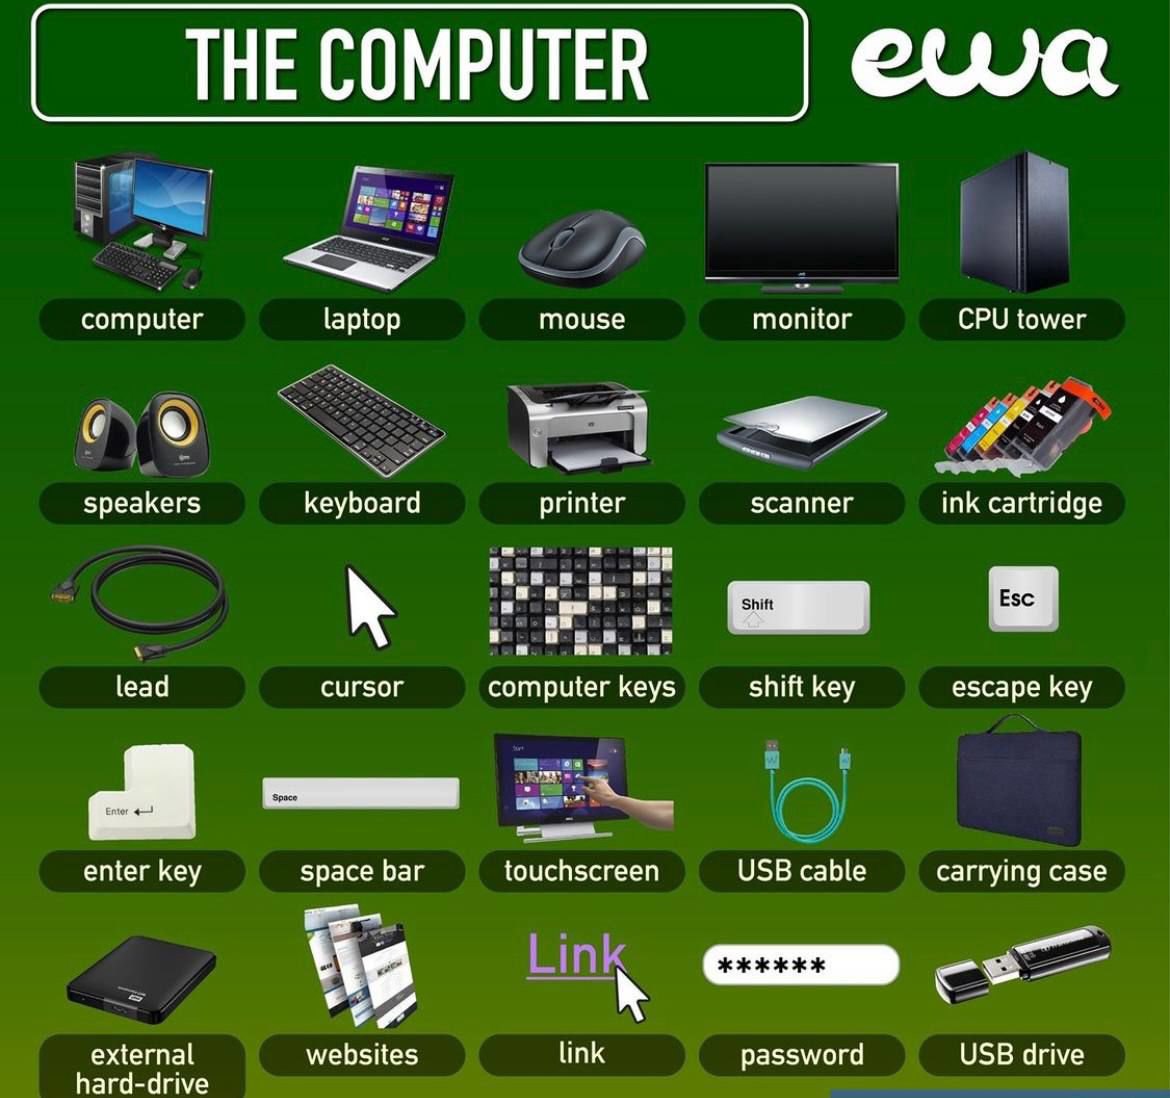 THE COMPUTER
ewa
computer
laptop
mouse
monitor
CPU tower
speakers
keyboard
printer
scanner
ink cartridge
Shift
Esc
lead
cursor
computer keys
shift key
escape key
Enter
Space
Start
enter key
space bar
touchscreen
USB cable
carrying case
Link
******
external
hard-drive
websites
link
password
USB drive